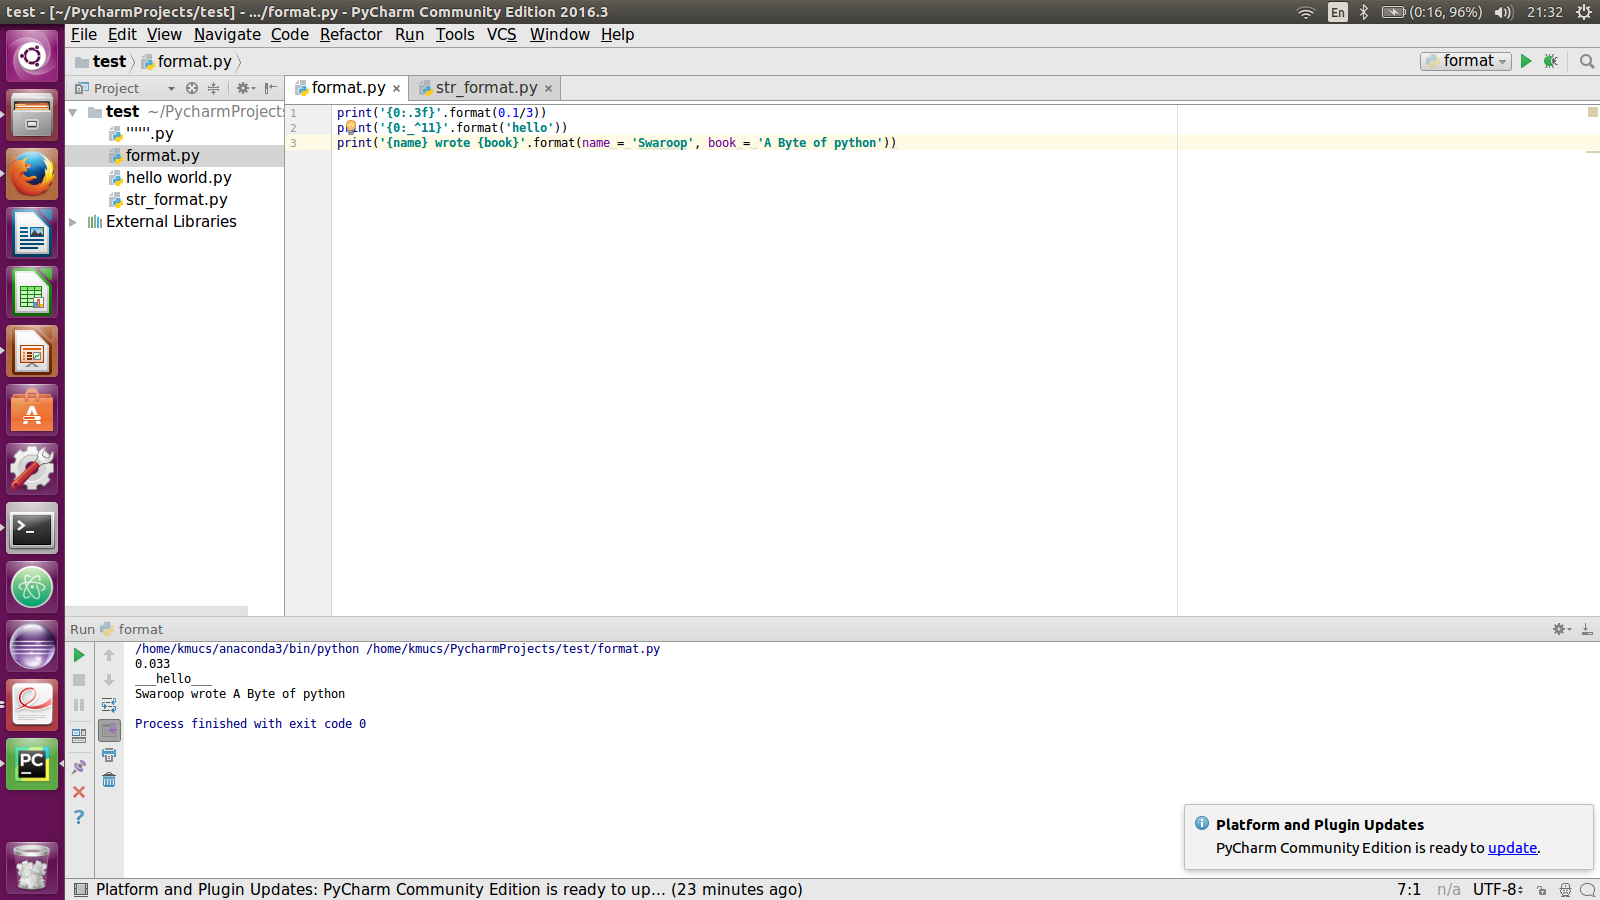 test - [~/PycharmProjects/test] - .../format.py - PyCharm Community Edition 2016.3
En (0:16, 96%) 21:32
File Edit View Navigate Code Refactor Run Tools VCS Window Help
test format.py
format
Project
format.py × str_format.py ×
test ~/PycharmProjects
""".py
format.py
hello world.py
str_format.py
External Libraries
1 print('{0:.3f}'.format(0.1/3))
2 print('{0:_^11}'.format('hello'))
3 print('{name} wrote {book}'.format(name = 'Swaroop', book = 'A Byte of python'))
Run format
/home/kmucs/anaconda3/bin/python /home/kmucs/PycharmProjects/test/format.py
0.033
___hello___
Swaroop wrote A Byte of python
Process finished with exit code 0
PC
Platform and Plugin Updates
PyCharm Community Edition is ready to update.
Platform and Plugin Updates: PyCharm Community Edition is ready to up... (23 minutes ago)
7:1 n/a UTF-8